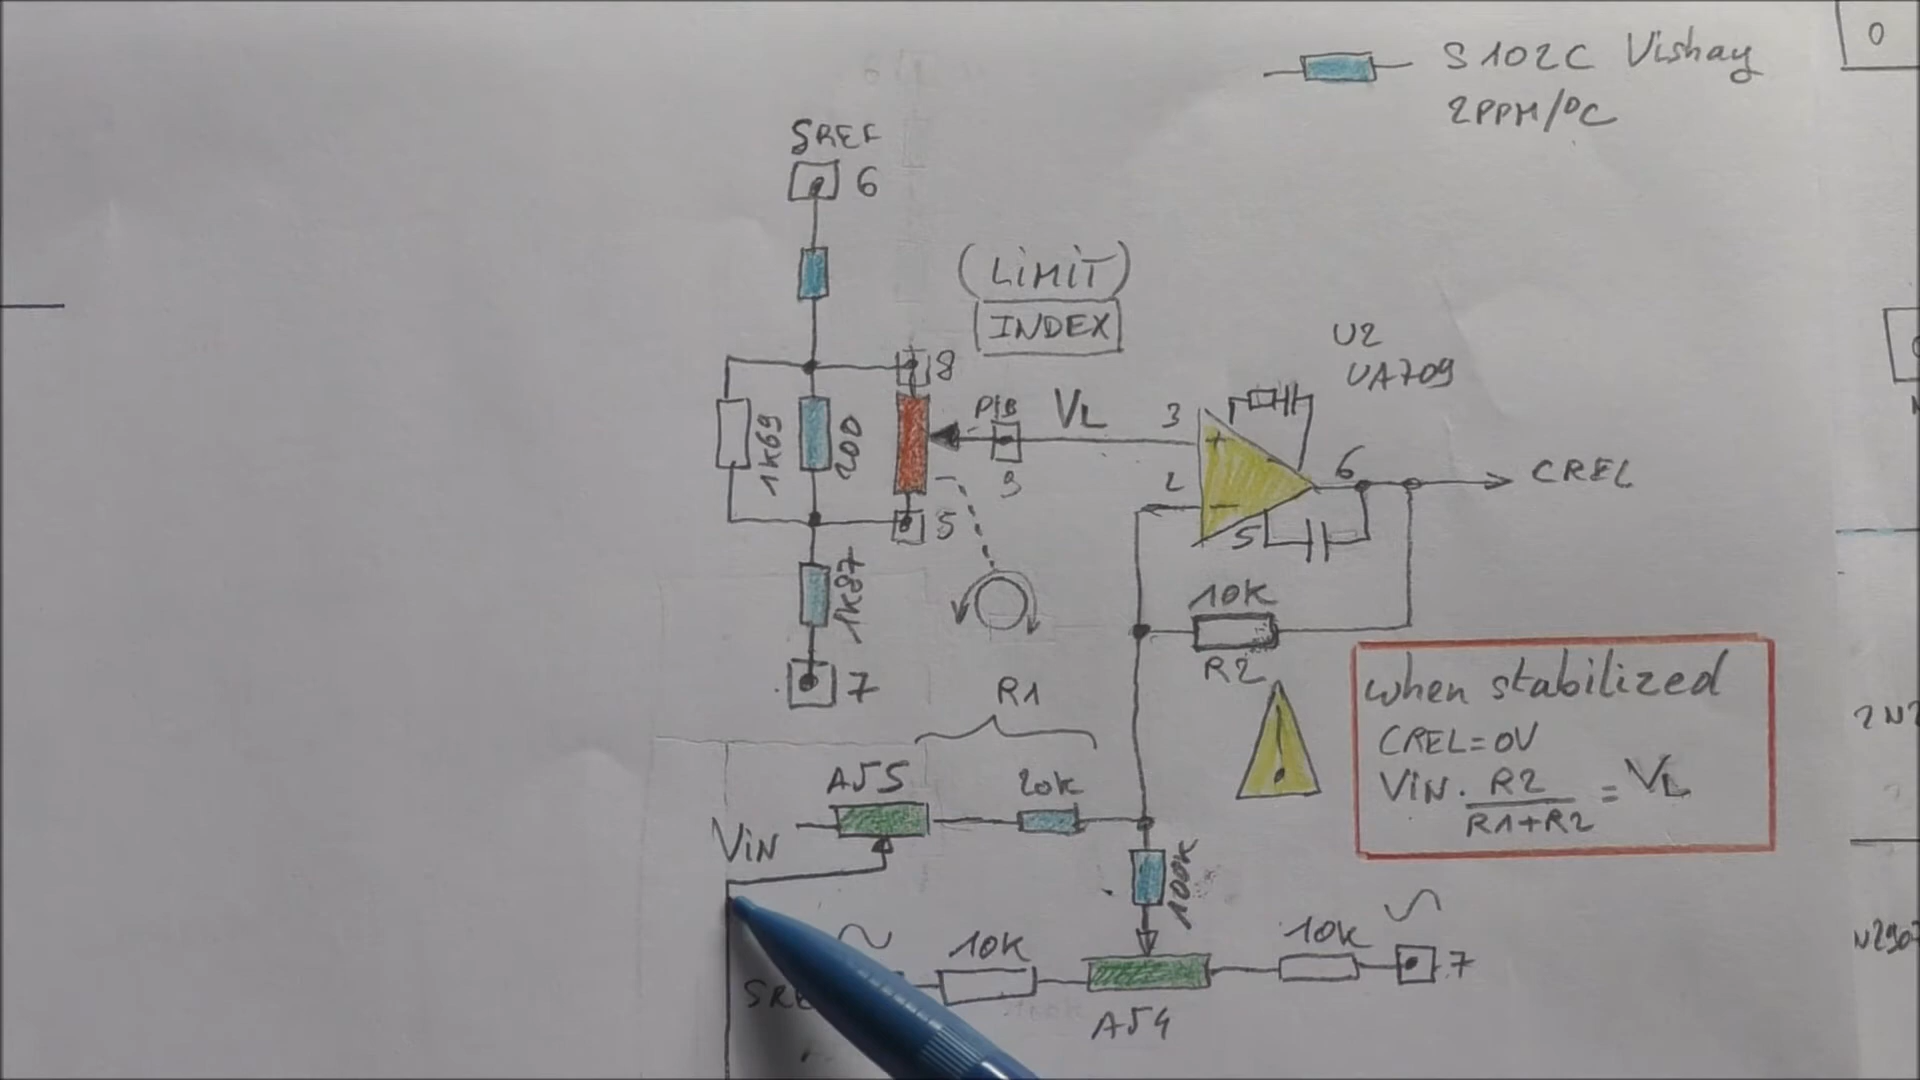 S102C Vishay
2PPM/°C
0
SREF
6
(LIMIT)
INDEX
8
1K69
200
P/B
9
VL
3
2
U2
UA709
6
5
CREL
5
1K87
7
10K
R2
R1
AJ5
20K
VIN
when stabilized
CREL=0V
VIN. R2 = VL
R1+R2
100K
10K
10K
7
AJ4